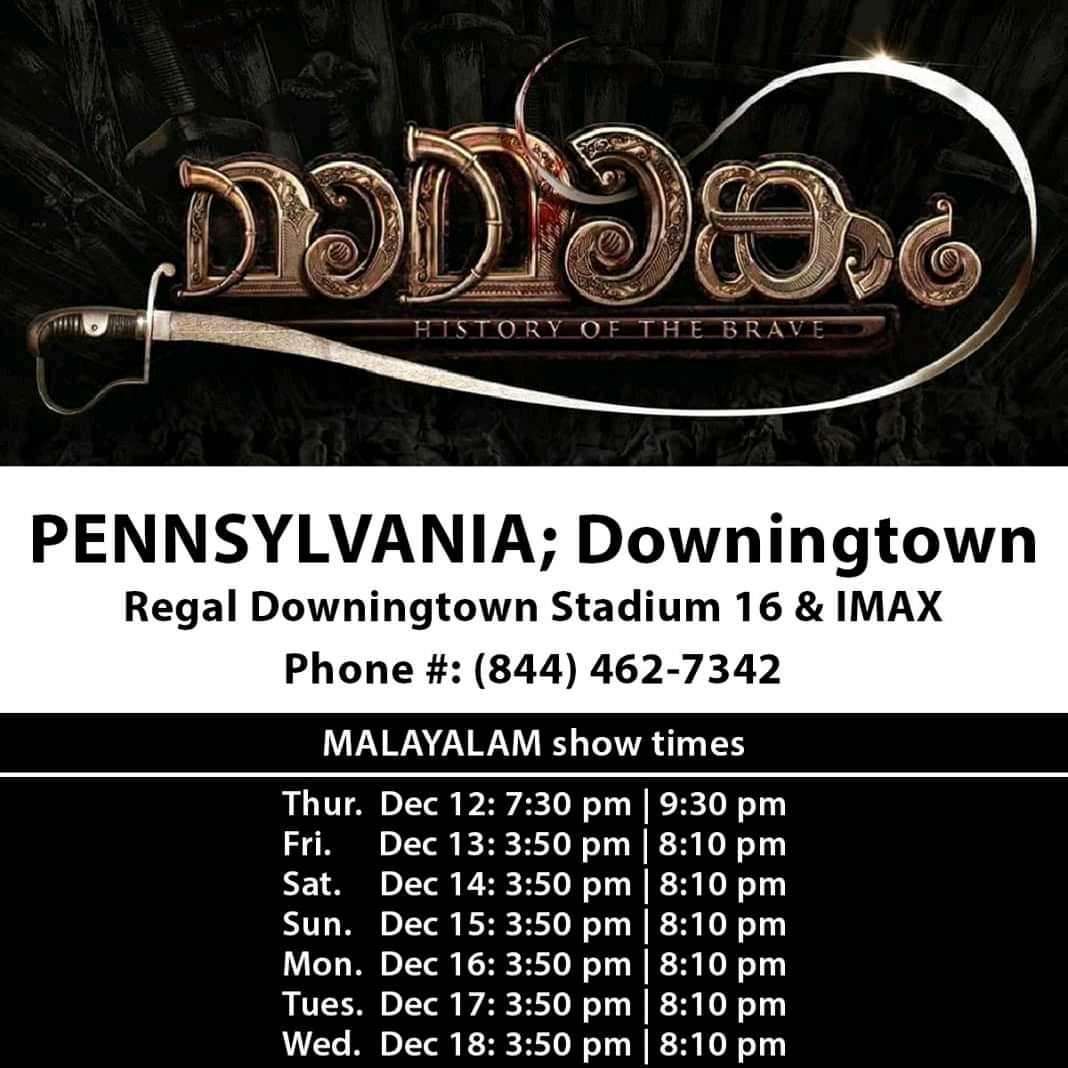 മാമാങ്കം
HISTORY OF THE BRAVE
PENNSYLVANIA; Downingtown
Regal Downingtown Stadium 16 & IMAX
Phone #: (844) 462-7342
MALAYALAM show times
Thur. Dec 12: 7:30 pm | 9:30 pm
Fri. Dec 13: 3:50 pm | 8:10 pm
Sat. Dec 14: 3:50 pm | 8:10 pm
Sun. Dec 15: 3:50 pm | 8:10 pm
Mon. Dec 16: 3:50 pm | 8:10 pm
Tues. Dec 17: 3:50 pm | 8:10 pm
Wed. Dec 18: 3:50 pm | 8:10 pm